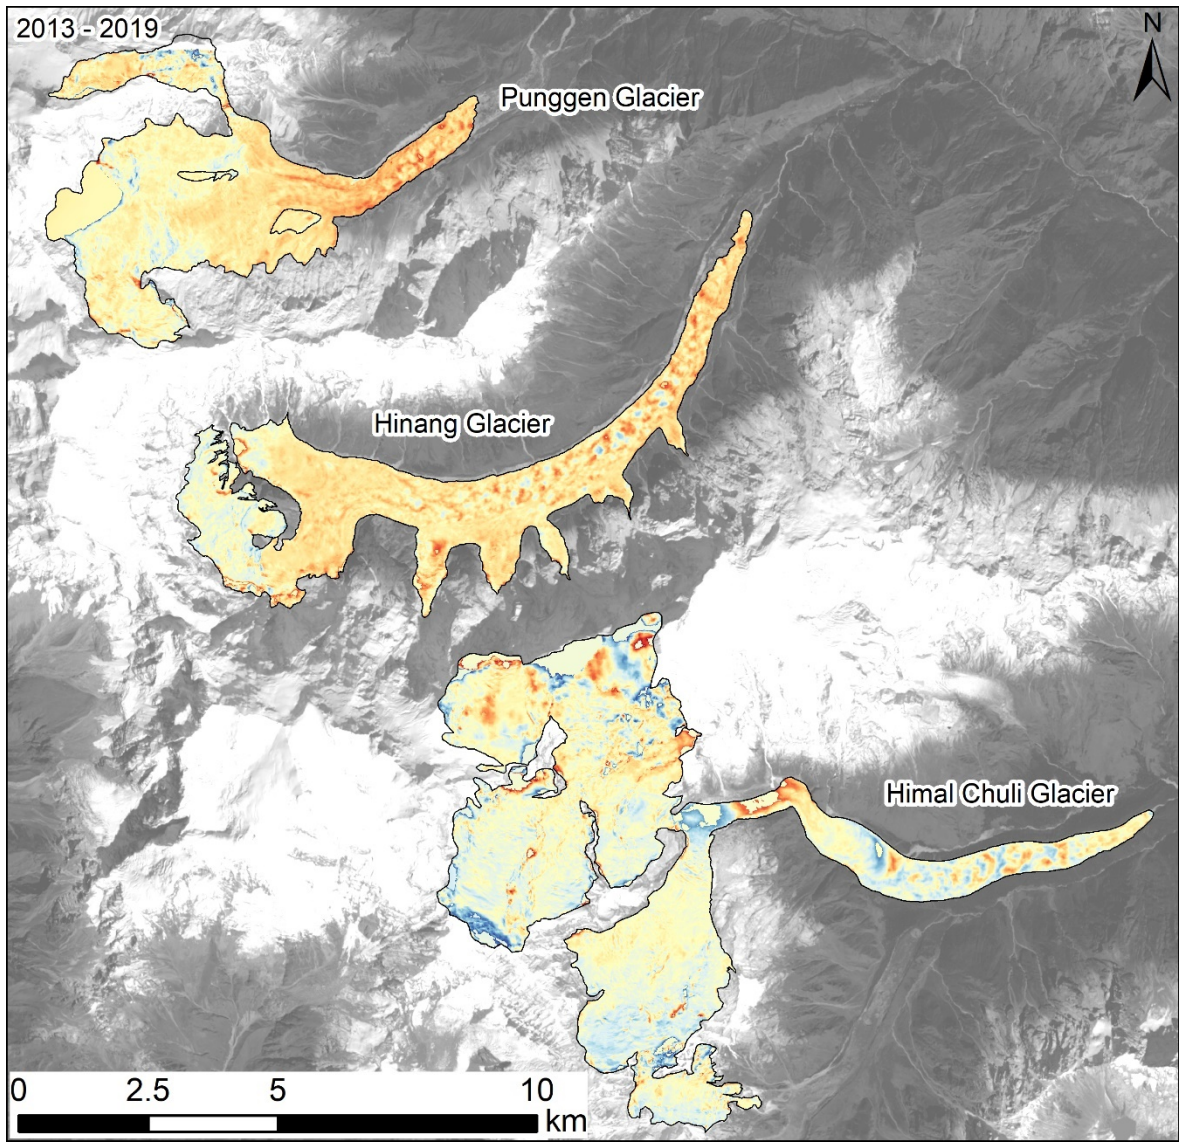 2013 - 2019
N
Punggen Glacier
Hinang Glacier
Himal Chuli Glacier
0 2.5 5 10
km